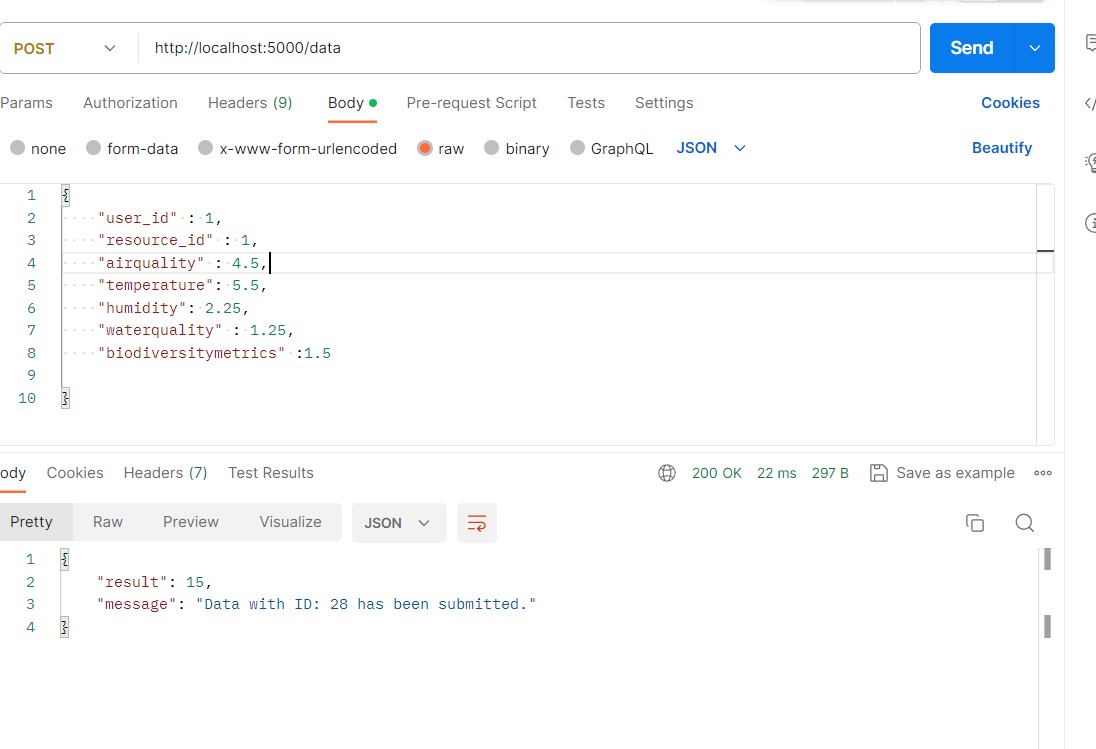 POST http://localhost:5000/data Send
Params Authorization Headers (9) Body Pre-request Script Tests Settings Cookies
none form-data x-www-form-urlencoded raw binary GraphQL JSON Beautify
1 {
2 "user_id" : 1,
3 "resource_id" : 1,
4 "airquality" : 4.5,
5 "temperature": 5.5,
6 "humidity": 2.25,
7 "waterquality" : 1.25,
8 "biodiversitymetrics" :1.5
9
10 }
ody Cookies Headers (7) Test Results 200 OK 22 ms 297 B Save as example
Pretty Raw Preview Visualize JSON
1 {
2 "result": 15,
3 "message": "Data with ID: 28 has been submitted."
4 }